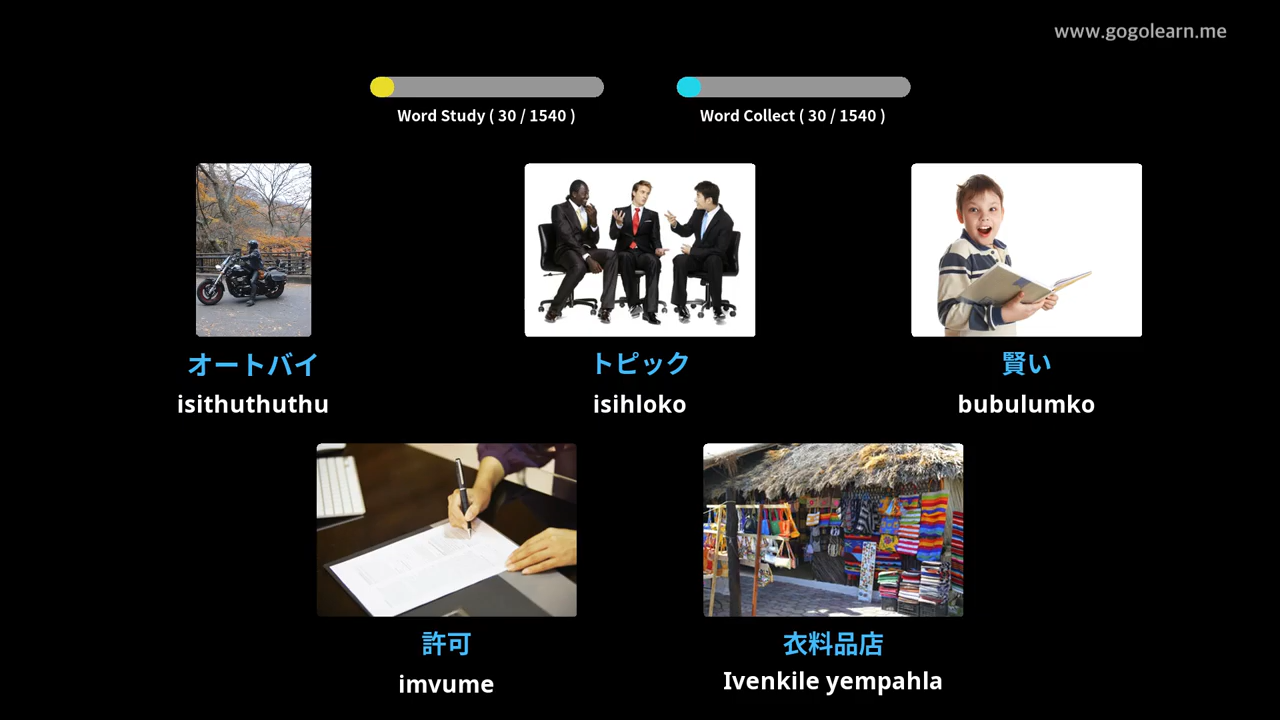 www.gogolearn.me
Word Study ( 30 / 1540 )
Word Collect ( 30 / 1540 )
オートバイ
トピック
賢い
isithuthuthu
isihloko
bubulumko
許可
衣料品店
imvume
Ivenkile yempahla